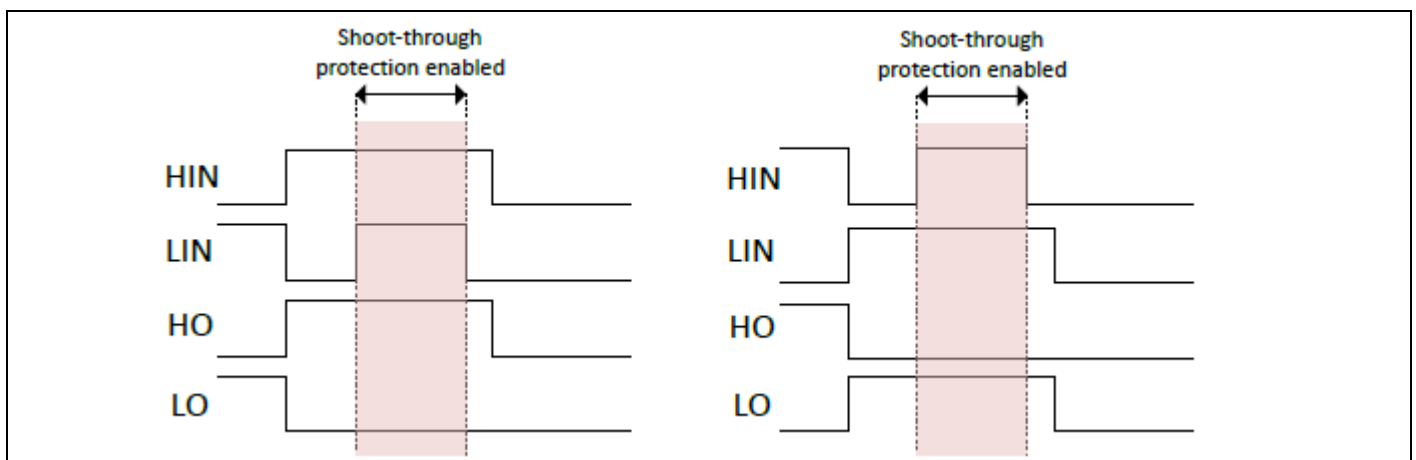 Shoot-through
protection enabled
HIN
LIN
HO
LO
Shoot-through
protection enabled
HIN
LIN
HO
LO